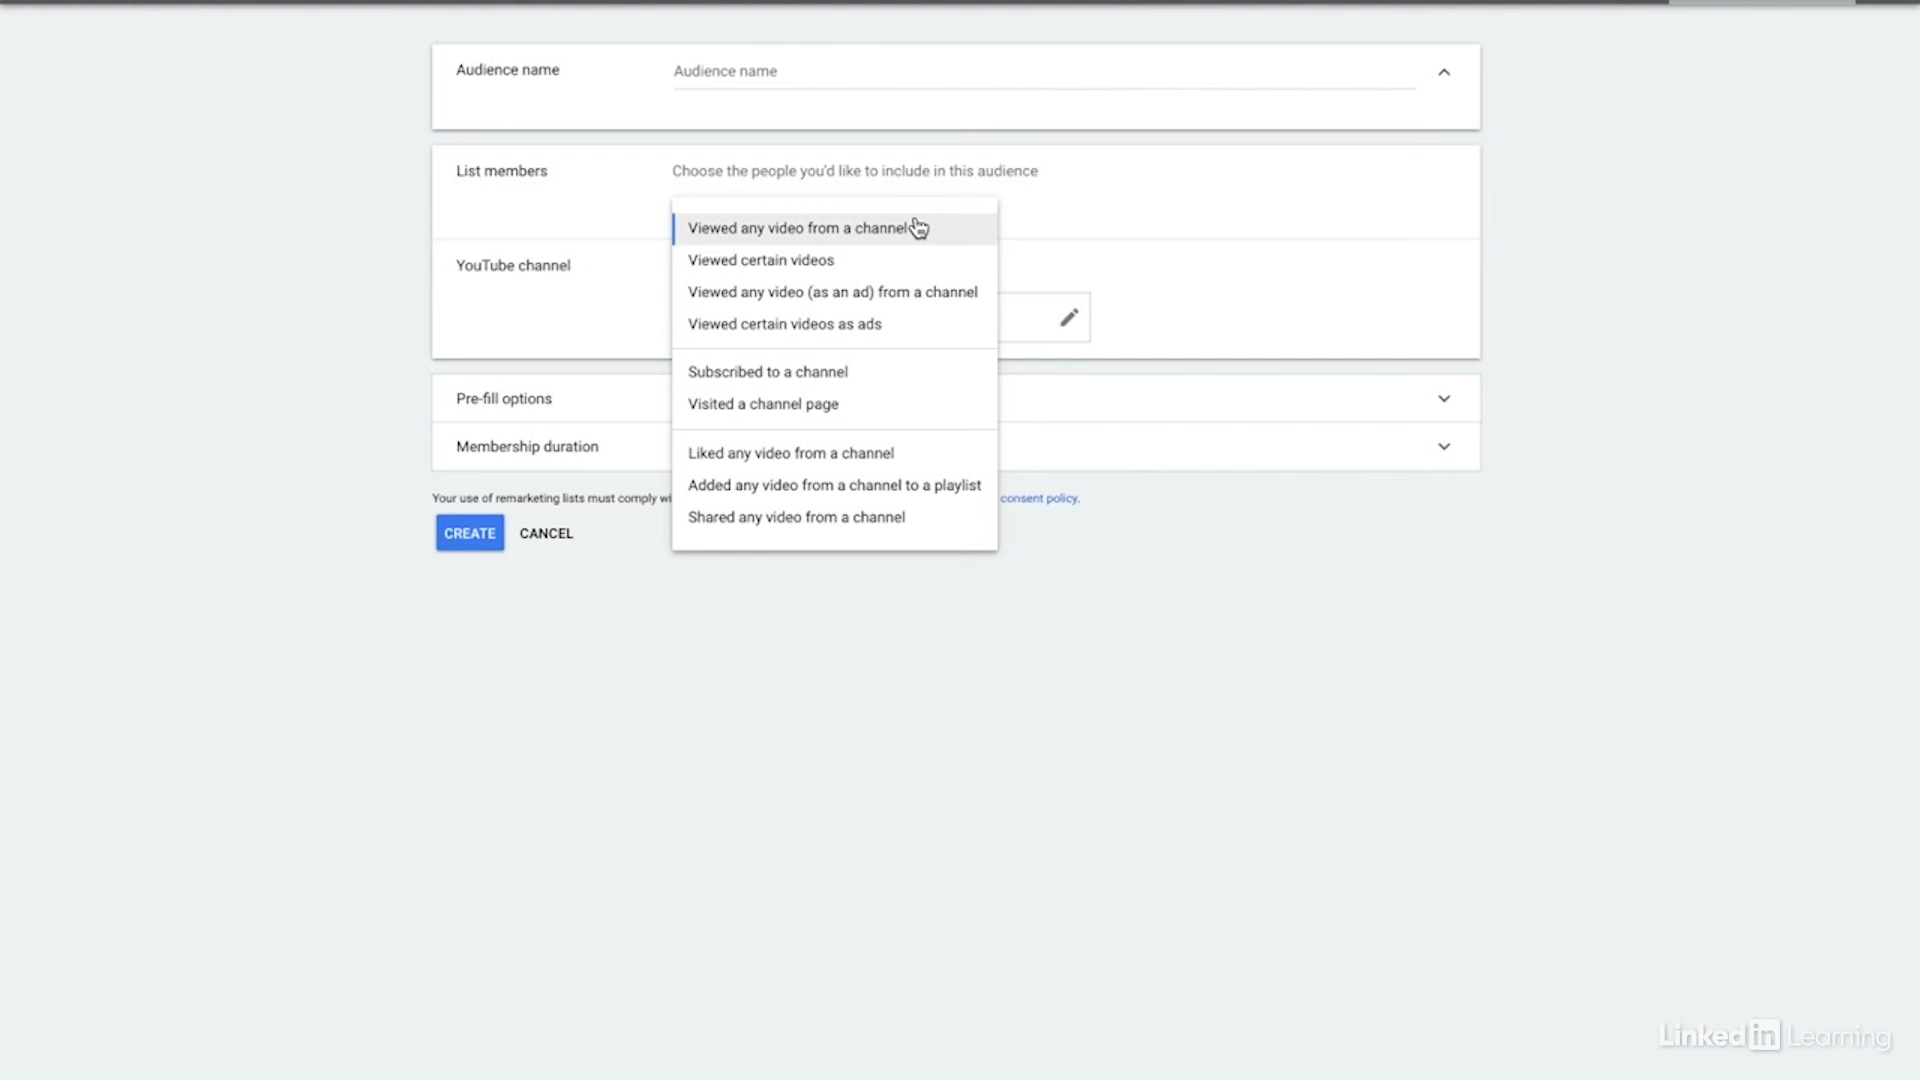 Audience name
Audience name
List members
Choose the people you'd like to include in this audience
Viewed any video from a channel
Viewed certain videos
YouTube channel
Viewed any video (as an ad) from a channel
Viewed certain videos as ads
Subscribed to a channel
Pre-fill options
Visited a channel page
Membership duration
Liked any video from a channel
Added any video from a channel to a playlist
Your use of remarketing lists must comply
consent policy.
Shared any video from a channel
CREATE
CANCEL
Linked in Learning